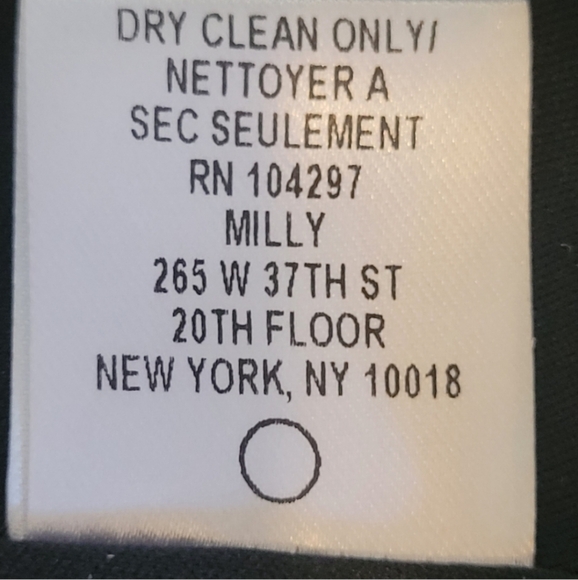 DRY CLEAN ONLY/
NETTOYER A
SEC SEULEMENT
RN 104297
MILLY
265 W 37TH ST
20TH FLOOR
NEW YORK, NY 10018